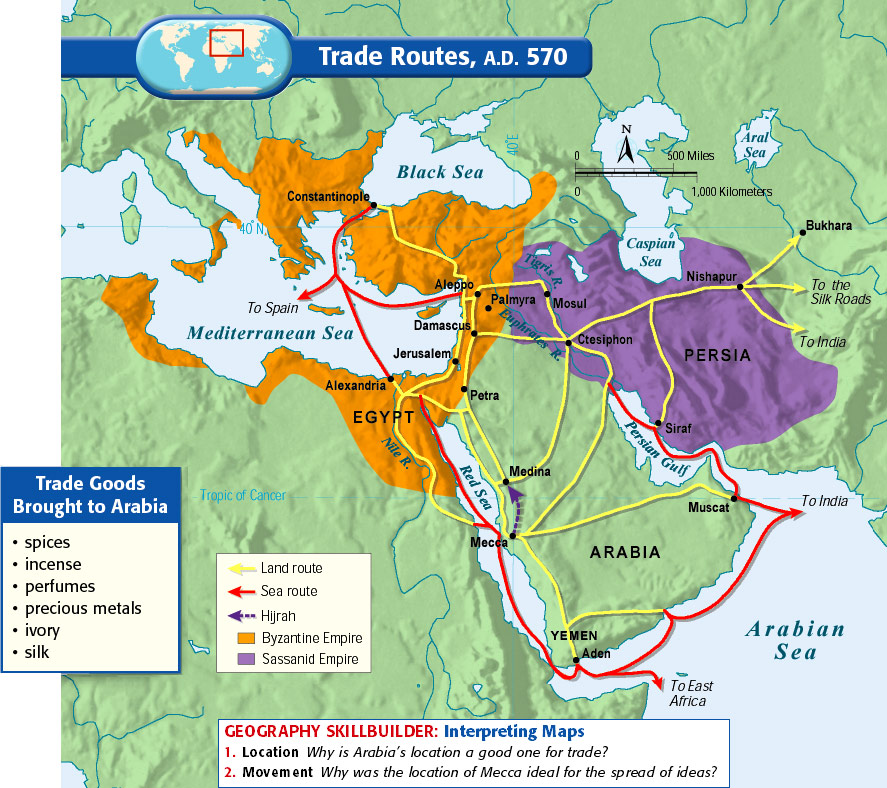 Trade Routes, A.D. 570
N
0 500 Miles
0 1,000 Kilometers
40°E
Aral
Sea
Black Sea
Constantinople
40°N
Caspian
Sea
Bukhara
Nishapur
To the
Silk Roads
To India
Tigris R.
Aleppo
Palmyra
Mosul
To Spain
Mediterranean Sea
Damascus
Euphrates R.
Ctesiphon
PERSIA
Jerusalem
Alexandria
Petra
EGYPT
Siraf
Persian Gulf
Nile R.
Red Sea
Medina
Tropic of Cancer
Muscat
To India
Mecca
ARABIA
YEMEN
Aden
Arabian
Sea
To East
Africa
Trade Goods
Brought to Arabia
• spices
• incense
• perfumes
• precious metals
• ivory
• silk
Land route
Sea route
Hijrah
Byzantine Empire
Sassanid Empire
GEOGRAPHY SKILLBUILDER: Interpreting Maps
1. Location Why is Arabia's location a good one for trade?
2. Movement Why was the location of Mecca ideal for the spread of ideas?